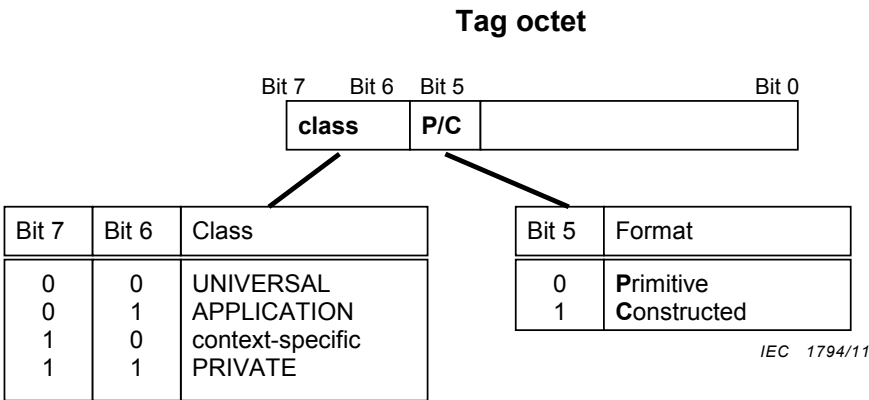 Tag octet
Bit 7 Bit 6 Bit 5 Bit 0
class P/C
Bit 7 Bit 6 Class
0 0 UNIVERSAL
0 1 APPLICATION
1 0 context-specific
1 1 PRIVATE
Bit 5 Format
0 Primitive
1 Constructed
IEC 1794/11